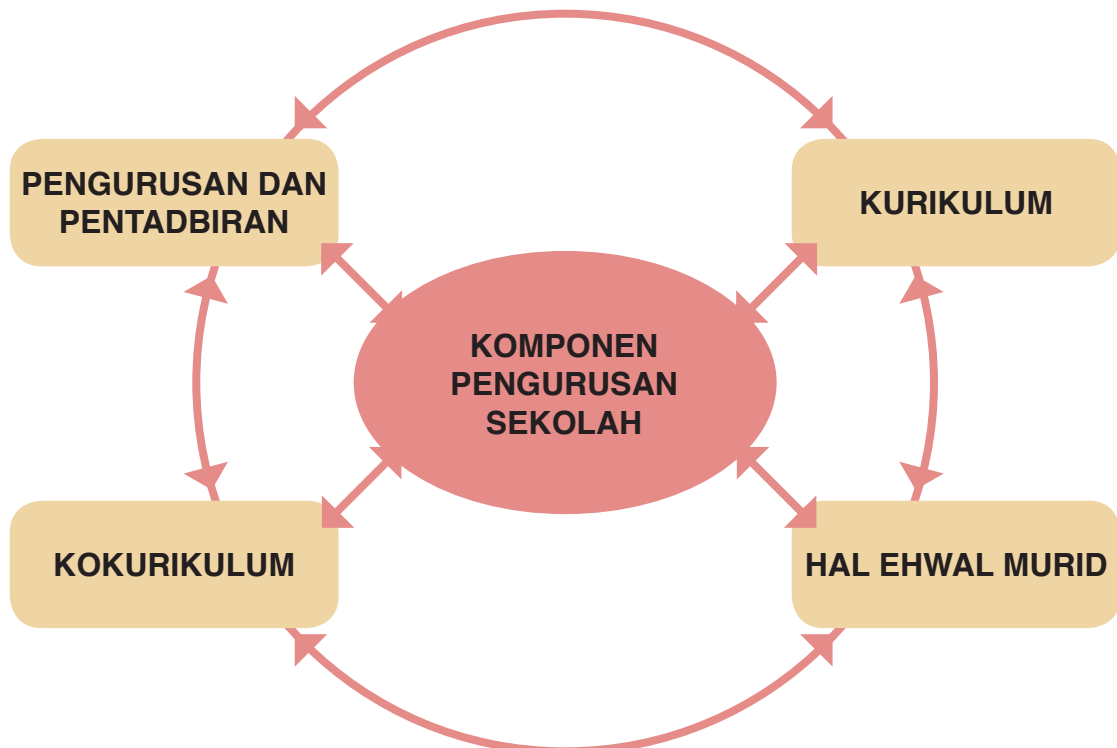 PENGURUSAN DAN
PENTADBIRAN
KURIKULUM
KOMPONEN
PENGURUSAN
SEKOLAH
KOKURIKULUM
HAL EHWAL MURID